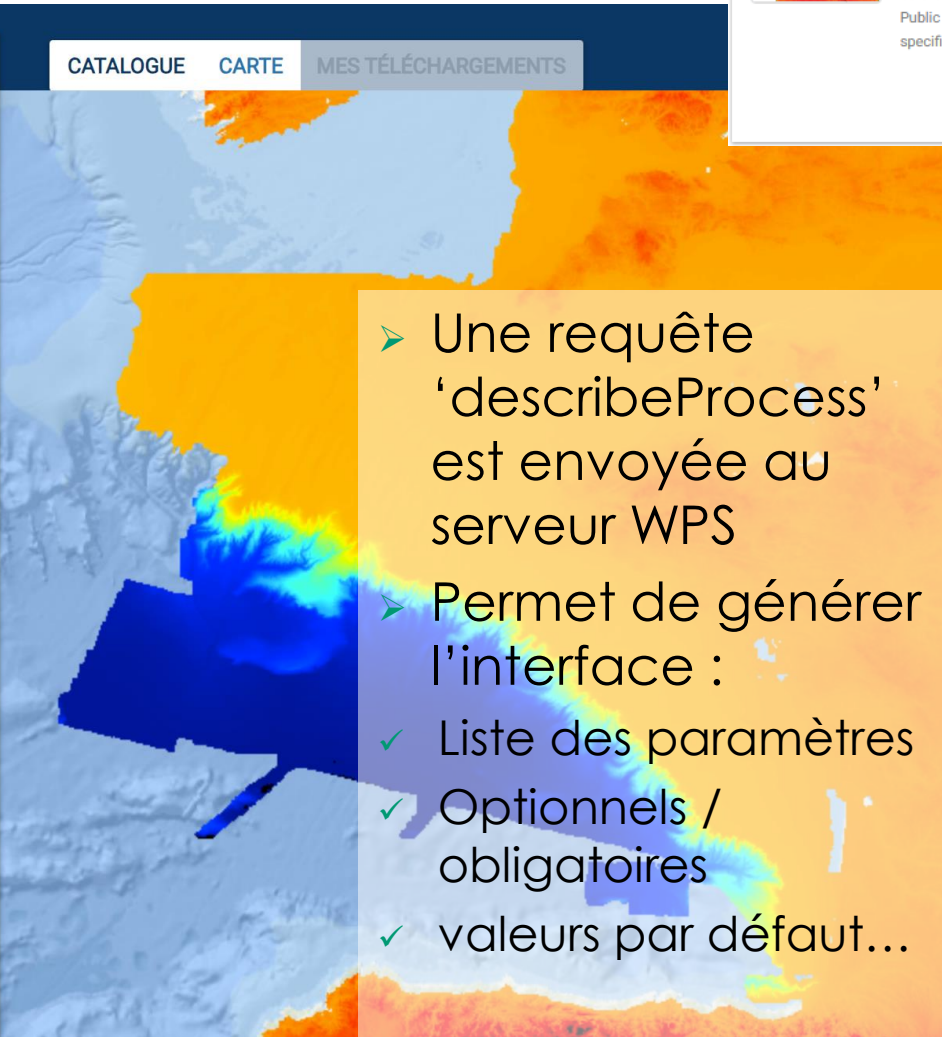 Public
specifi
CATALOGUE CARTE MES TÉLÉCHARGEMENTS
➢ Une requête
‘describeProcess’
est envoyée au
serveur WPS
➢ Permet de générer
l’interface :
✓ Liste des paramètres
✓ Optionnels /
obligatoires
✓ valeurs par défaut…